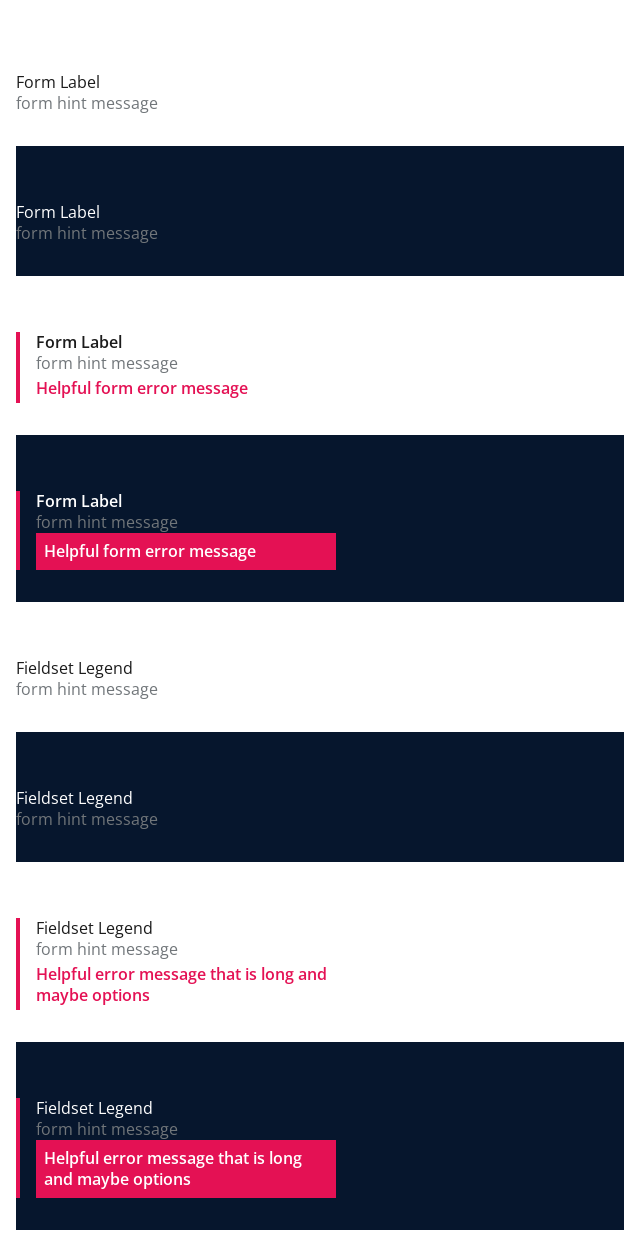 Form Label
form hint message
Form Label
form hint message
Form Label
form hint message
Helpful form error message
Form Label
form hint message
Helpful form error message
Fieldset Legend
form hint message
Fieldset Legend
form hint message
Fieldset Legend
form hint message
Helpful error message that is long and
maybe options
Fieldset Legend
form hint message
Helpful error message that is long
and maybe options